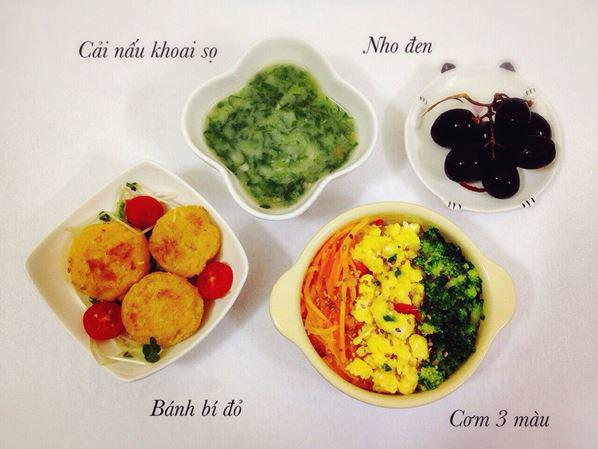 Cải nấu khoai sọ
Nho đen
Bánh bí đỏ
Cơm 3 màu